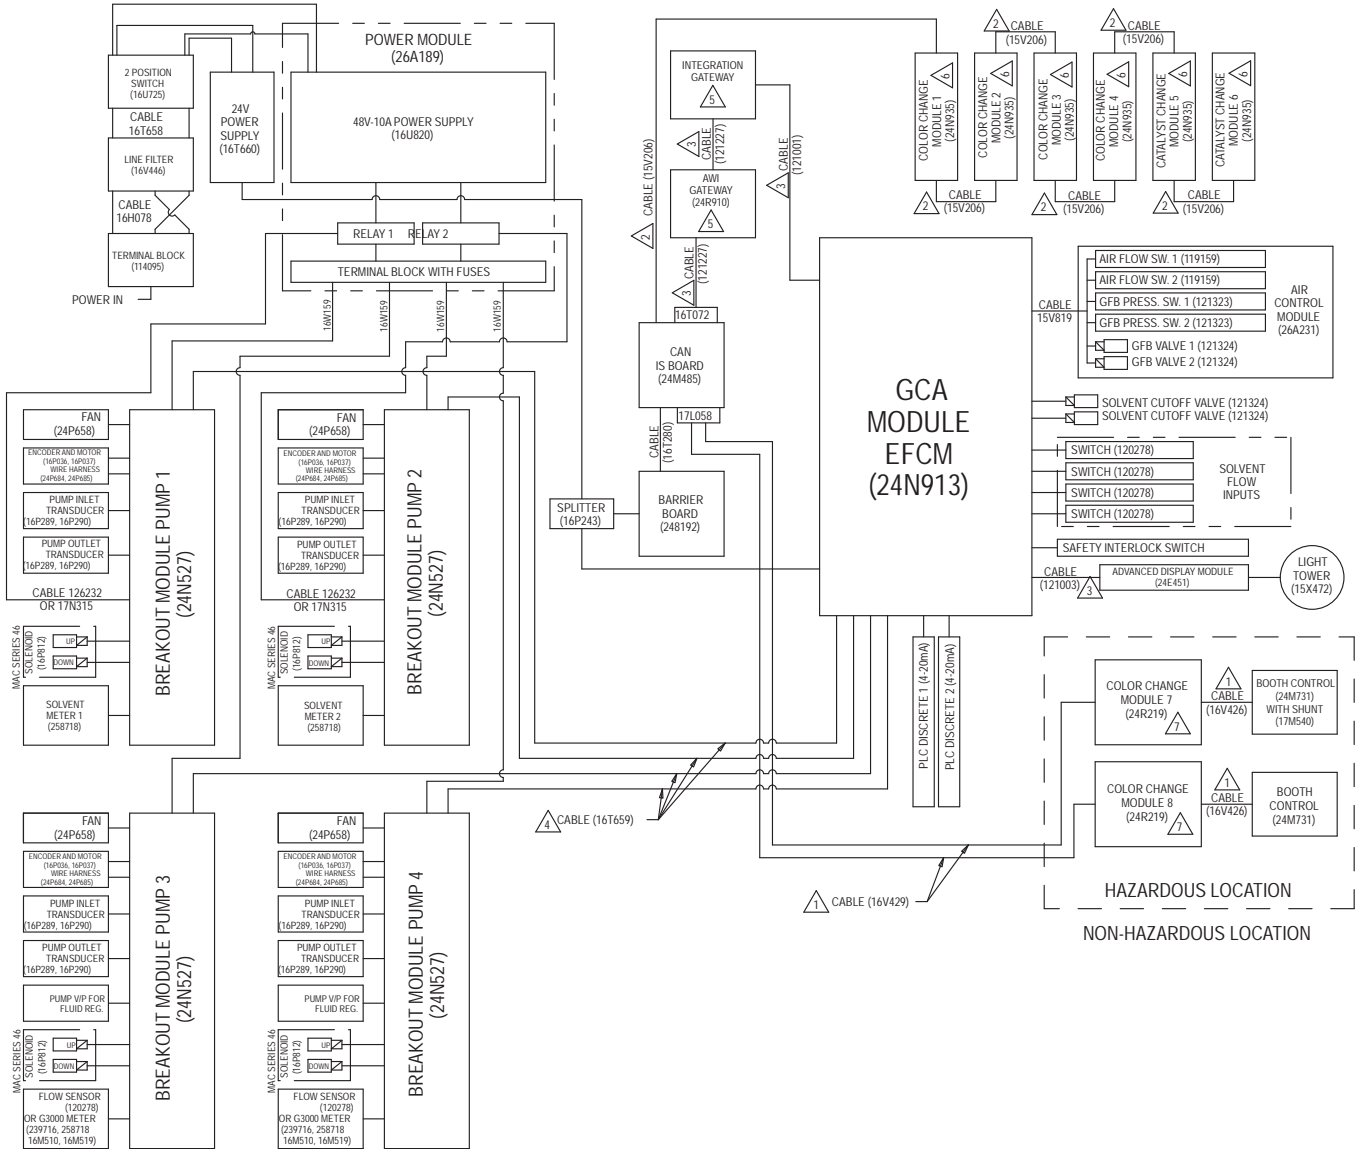 2 POSITION
SWITCH
(16U725)
CABLE
16T658
LINE FILTER
(16V446)
CABLE
16H078
TERMINAL BLOCK
(114095)
POWER IN
24V
POWER
SUPPLY
(16T660)
POWER MODULE
(26A189)
48V-10A POWER SUPPLY
(16U820)
RELAY 1
RELAY 2
TERMINAL BLOCK WITH FUSES
16W159
16W159
16W159
16W159
FAN
(24P658)
ENCODER AND MOTOR
(16P036, 16P037)
WIRE HARNESS
(24P684, 24P685)
PUMP INLET
TRANSDUCER
(16P289, 16P290)
PUMP OUTLET
TRANSDUCER
(16P289, 16P290)
CABLE 126232
OR 17N315
MAC SERIES 46
SOLENOID
(16P812)
UP
DOWN
SOLVENT
METER 1
(258718)
BREAKOUT MODULE PUMP 1
(24N527)
FAN
(24P658)
ENCODER AND MOTOR
(16P036, 16P037)
WIRE HARNESS
(24P684, 24P685)
PUMP INLET
TRANSDUCER
(16P289, 16P290)
PUMP OUTLET
TRANSDUCER
(16P289, 16P290)
CABLE 126232
OR 17N315
MAC SERIES 46
SOLENOID
(16P812)
UP
DOWN
SOLVENT
METER 2
(258718)
BREAKOUT MODULE PUMP 2
(24N527)
FAN
(24P658)
ENCODER AND MOTOR
(16P036, 16P037)
WIRE HARNESS
(24P684, 24P685)
PUMP INLET
TRANSDUCER
(16P289, 16P290)
PUMP OUTLET
TRANSDUCER
(16P289, 16P290)
PUMP V/P FOR
FLUID REG.
MAC SERIES 46
SOLENOID
(16P812)
UP
DOWN
FLOW SENSOR
(120278)
OR G3000 METER
(239716, 258718
16M510, 16M519)
BREAKOUT MODULE PUMP 3
(24N527)
FAN
(24P658)
ENCODER AND MOTOR
(16P036, 16P037)
WIRE HARNESS
(24P684, 24P685)
PUMP INLET
TRANSDUCER
(16P289, 16P290)
PUMP OUTLET
TRANSDUCER
(16P289, 16P290)
PUMP V/P FOR
FLUID REG.
MAC SERIES 46
SOLENOID
(16P812)
UP
DOWN
FLOW SENSOR
(120278)
OR G3000 METER
(239716, 258718
16M510, 16M519)
BREAKOUT MODULE PUMP 4
(24N527)
4 CABLE (16T659)
INTEGRATION
GATEWAY
5
3
CABLE
(121227)
AWI
GATEWAY
(24R910)
5
3
CABLE
(121227)
2
CABLE (15V206)
3
CABLE
(121001)
16T072
CAN
IS BOARD
(24M485)
17L058
CABLE
(16T280)
BARRIER
BOARD
(248192)
SPLITTER
(16P243)
GCA
MODULE
EFCM
(24N913)
PLC DISCRETE 1 (4-20mA)
PLC DISCRETE 2 (4-20mA)
1 CABLE (16V429)
2 CABLE
(15V206)
2 CABLE
(15V206)
COLOR CHANGE
MODULE 1
(24N935)
6
COLOR CHANGE
MODULE 2
(24N935)
6
COLOR CHANGE
MODULE 3
(24N935)
6
COLOR CHANGE
MODULE 4
(24N935)
6
CATALYST CHANGE
MODULE 5
(24N935)
6
CATALYST CHANGE
MODULE 6
(24N935)
6
2 CABLE
(15V206)
2 CABLE
(15V206)
2 CABLE
(15V206)
CABLE
15V819
AIR FLOW SW. 1 (119159)
AIR FLOW SW. 2 (119159)
GFB PRESS. SW. 1 (121323)
GFB PRESS. SW. 2 (121323)
GFB VALVE 1 (121324)
GFB VALVE 2 (121324)
AIR
CONTROL
MODULE
(26A231)
SOLVENT CUTOFF VALVE (121324)
SOLVENT CUTOFF VALVE (121324)
SWITCH (120278)
SWITCH (120278)
SWITCH (120278)
SWITCH (120278)
SOLVENT
FLOW
INPUTS
SAFETY INTERLOCK SWITCH
CABLE
(121003)
3
ADVANCED DISPLAY MODULE
(24E451)
LIGHT
TOWER
(15X472)
COLOR CHANGE
MODULE 7
(24R219)
7
1
CABLE
(16V426)
BOOTH CONTROL
(24M731)
WITH SHUNT
(17M540)
COLOR CHANGE
MODULE 8
(24R219)
7
1
CABLE
(16V426)
BOOTH
CONTROL
(24M731)
HAZARDOUS LOCATION
NON-HAZARDOUS LOCATION